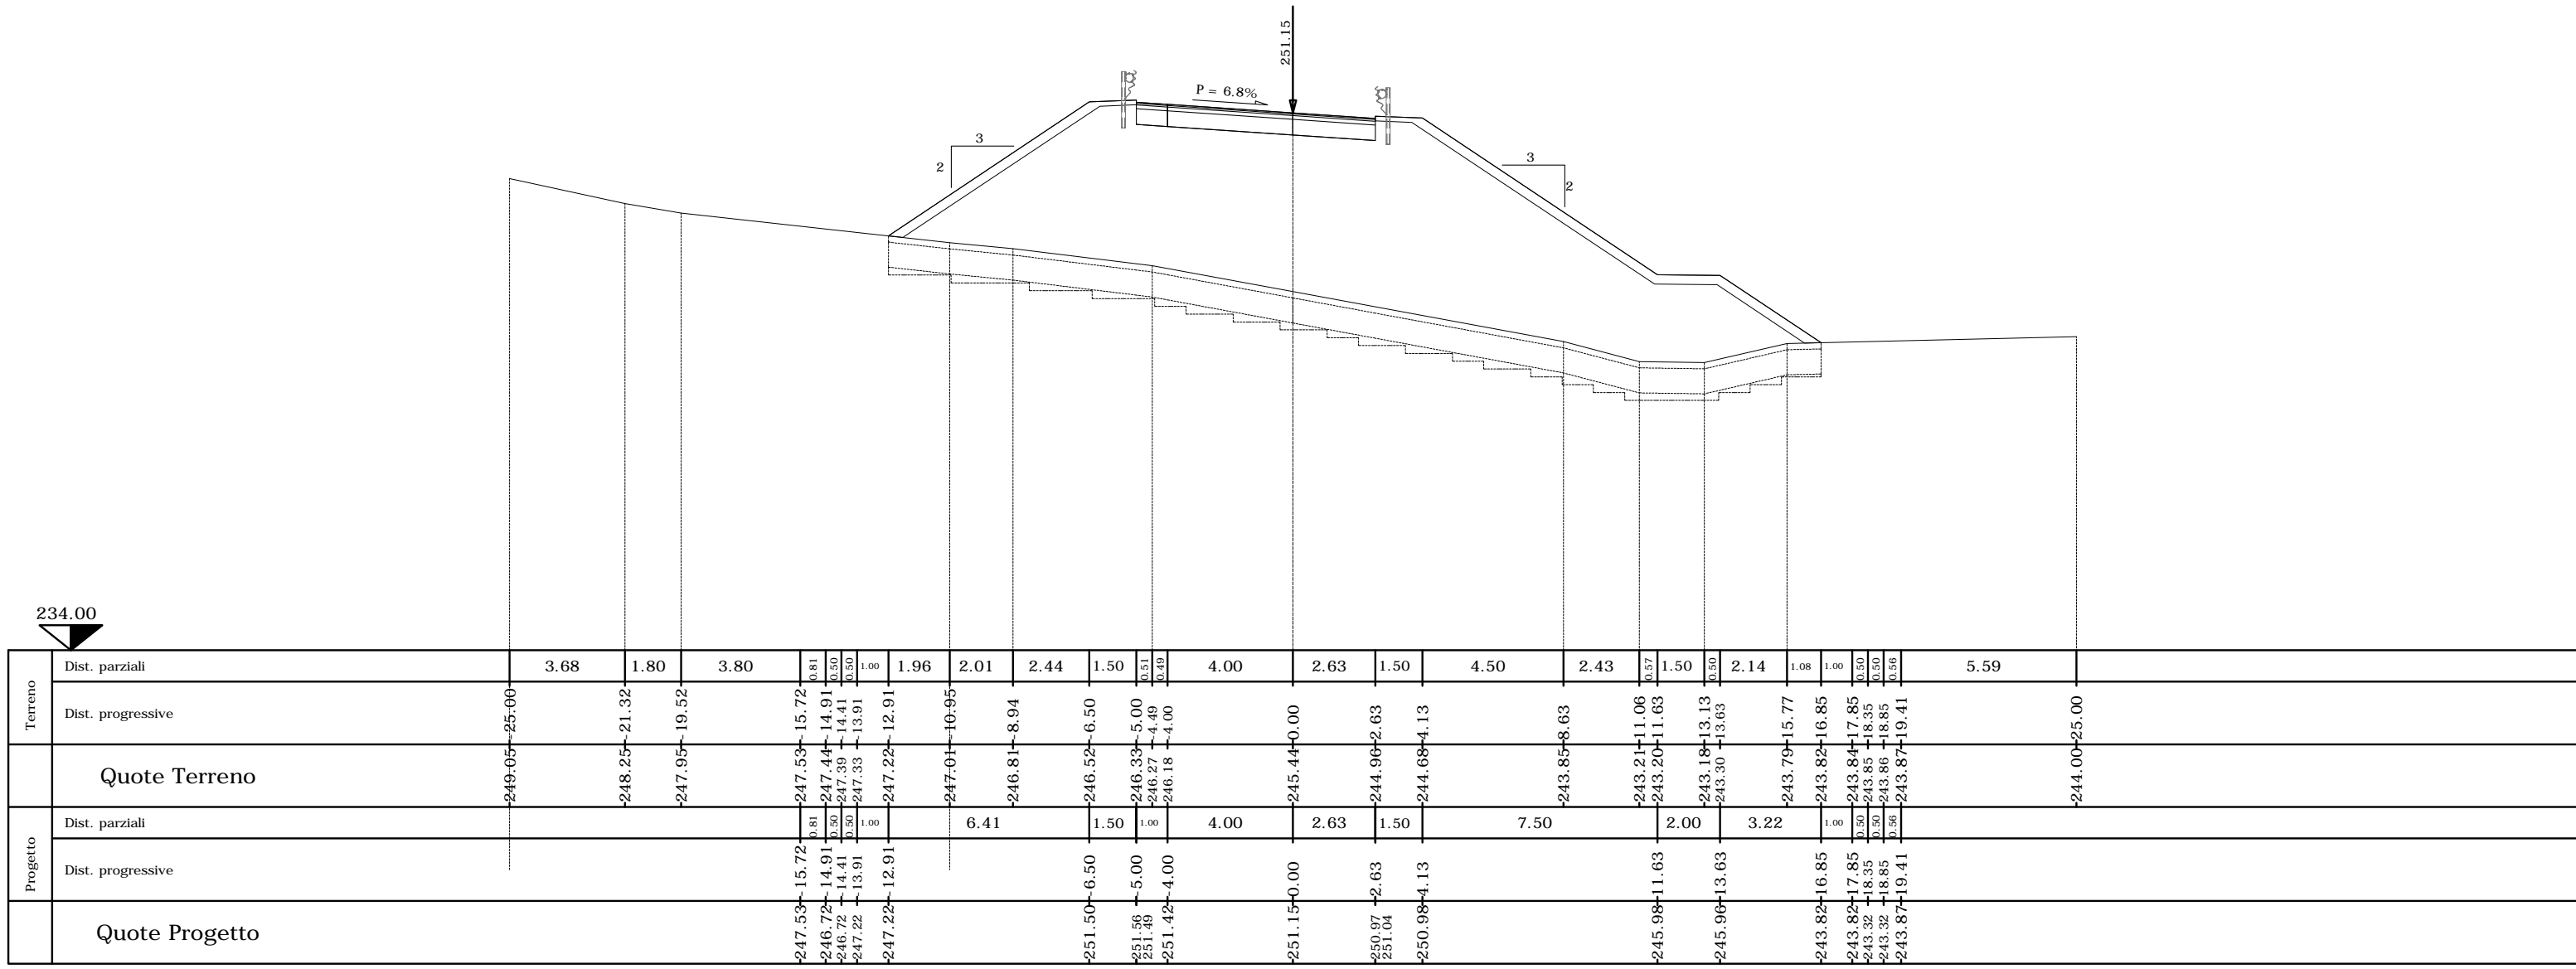 251.15
P = 6.8%
3
2
3
2
234.00
Terreno
Dist. parziali
3.68 1.80 3.80 0.81 0.50 0.50 1.00 1.96 2.01 2.44 1.50 0.51 0.49 4.00 2.63 1.50 4.50 2.43 0.57 1.50 0.50 2.14 1.08 1.00 0.50 0.50 0.56 5.59
Dist. progressive
-25.00 -21.32 -19.52 -15.72 -14.91 -14.41 -13.91 -12.91 -10.95 -8.94 -6.50 -5.00 -4.49 -4.00 0.00 2.63 4.13 8.63 11.06 11.63 13.13 13.63 15.77 16.85 17.85 18.35 18.85 19.41 25.00
Quote Terreno
249.05 248.25 247.95 247.53 247.44 247.39 247.33 247.22 247.01 246.81 246.52 246.33 246.27 246.18 245.44 244.96 244.68 243.85 243.21 243.20 243.18 243.30 243.79 243.82 243.84 243.85 243.86 243.87 244.00
Progetto
Dist. parziali
0.81 0.50 0.50 1.00 6.41 1.50 1.00 4.00 2.63 1.50 7.50 2.00 3.22 1.00 0.50 0.50 0.56
Dist. progressive
-15.72 -14.91 -14.41 -13.91 -12.91 -6.50 -5.00 -4.00 0.00 2.63 4.13 11.63 13.63 16.85 17.85 18.35 18.85 19.41
Quote Progetto
247.53 246.72 246.72 247.22 247.22 251.50 251.56 251.49 251.42 251.15 250.97 251.04 250.98 245.98 245.96 243.82 243.82 243.32 243.32 243.87